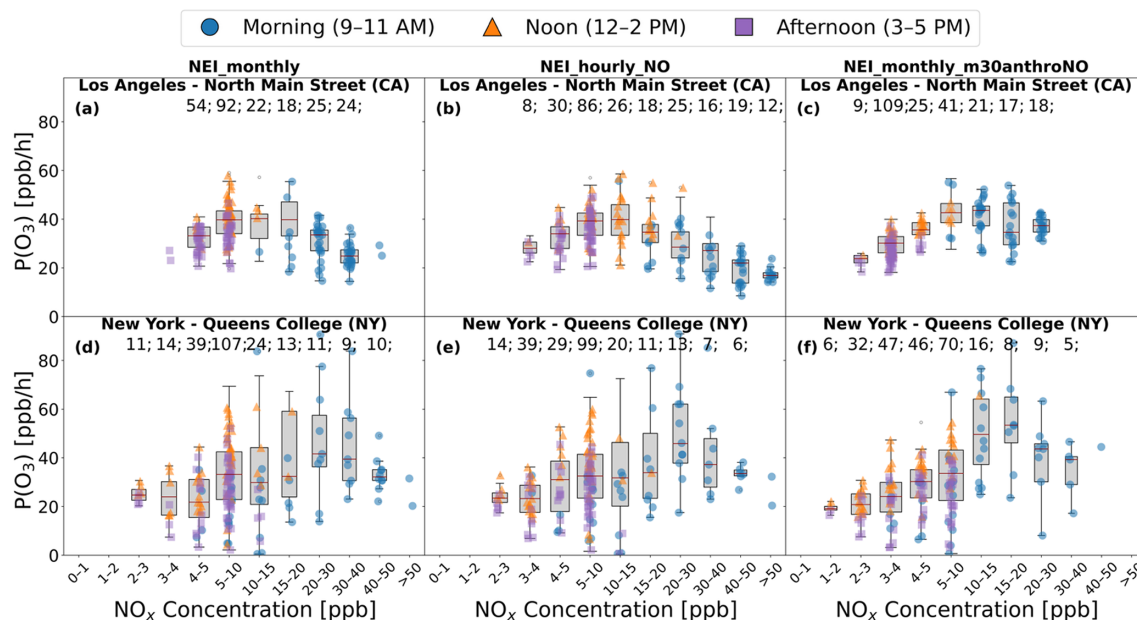 Morning (9–11 AM) Noon (12–2 PM) Afternoon (3–5 PM)
NEI_monthly NEI_hourly_NO NEI_monthly_m30anthroNO
Los Angeles - North Main Street (CA) Los Angeles - North Main Street (CA) Los Angeles - North Main Street (CA)
(a) 54; 92; 22; 18; 25; 24; (b) 8; 30; 86; 26; 18; 25; 16; 19; 12; (c) 9; 109;25; 41; 21; 17; 18;
80
60
40
20
0
P(O₃) [ppb/h]
New York - Queens College (NY) New York - Queens College (NY) New York - Queens College (NY)
(d) 11; 14; 39;107;24; 13; 11; 9; 10; (e) 14; 39; 29; 99; 20; 11; 13; 7; 6; (f) 6; 32; 47; 46; 70; 16; 8; 9; 5;
80
60
40
20
0
P(O₃) [ppb/h]
0–1 1–2 2–3 3–4 4–5 5–10 10–15 15–20 20–30 30–40 40–50 >50 0–1 1–2 2–3 3–4 4–5 5–10 10–15 15–20 20–30 30–40 40–50 >50 0–1 1–2 2–3 3–4 4–5 5–10 10–15 15–20 20–30 30–40 40–50 >50
NOₓ Concentration [ppb] NOₓ Concentration [ppb] NOₓ Concentration [ppb]